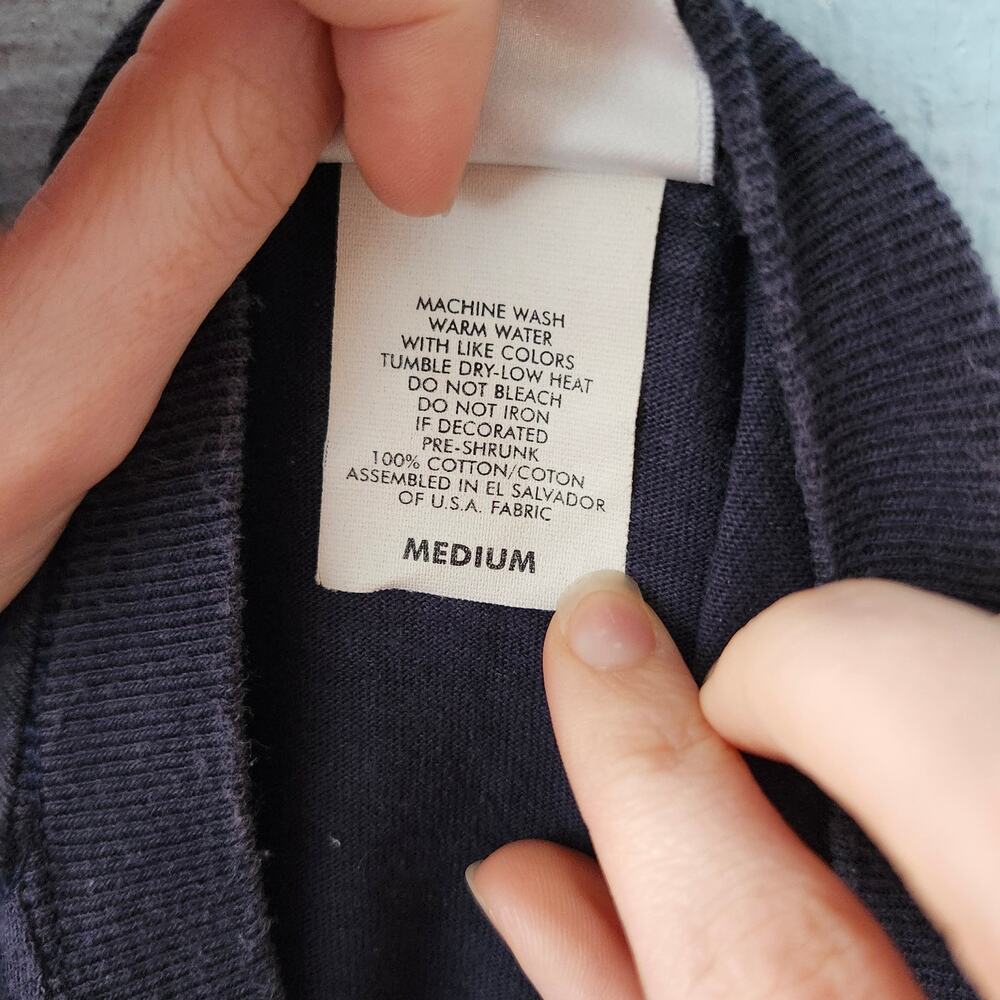 MACHINE WASH
WARM WATER
WITH LIKE COLORS
TUMBLE DRY-LOW HEAT
DO NOT BLEACH
DO NOT IRON
IF DECORATED
PRE-SHRUNK
100% COTTON/COTON
ASSEMBLED IN EL SALVADOR
OF U.S.A. FABRIC
MEDIUM